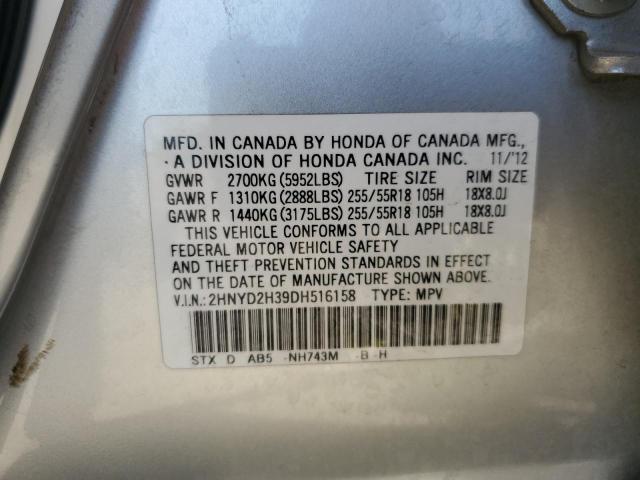 MFD. IN CANADA BY HONDA OF CANADA MFG.,
·A DIVISION OF HONDA CANADA INC. 11/'12
GVWR 2700KG(5952LBS) TIRE SIZE RIM SIZE
GAWR F 1310KG(2888LBS) 255/55R18 105H 18X8.0J
GAWR R 1440KG(3175LBS) 255/55R18 105H 18X8.0J
THIS VEHICLE CONFORMS TO ALL APPLICABLE
FEDERAL MOTOR VEHICLE SAFETY
AND THEFT PREVENTION STANDARDS IN EFFECT
ON THE DATE OF MANUFACTURE SHOWN ABOVE.
V.I.N.:2HNYD2H39DH516158 TYPE: MPV
STX D AB5 -NH743M -B -H